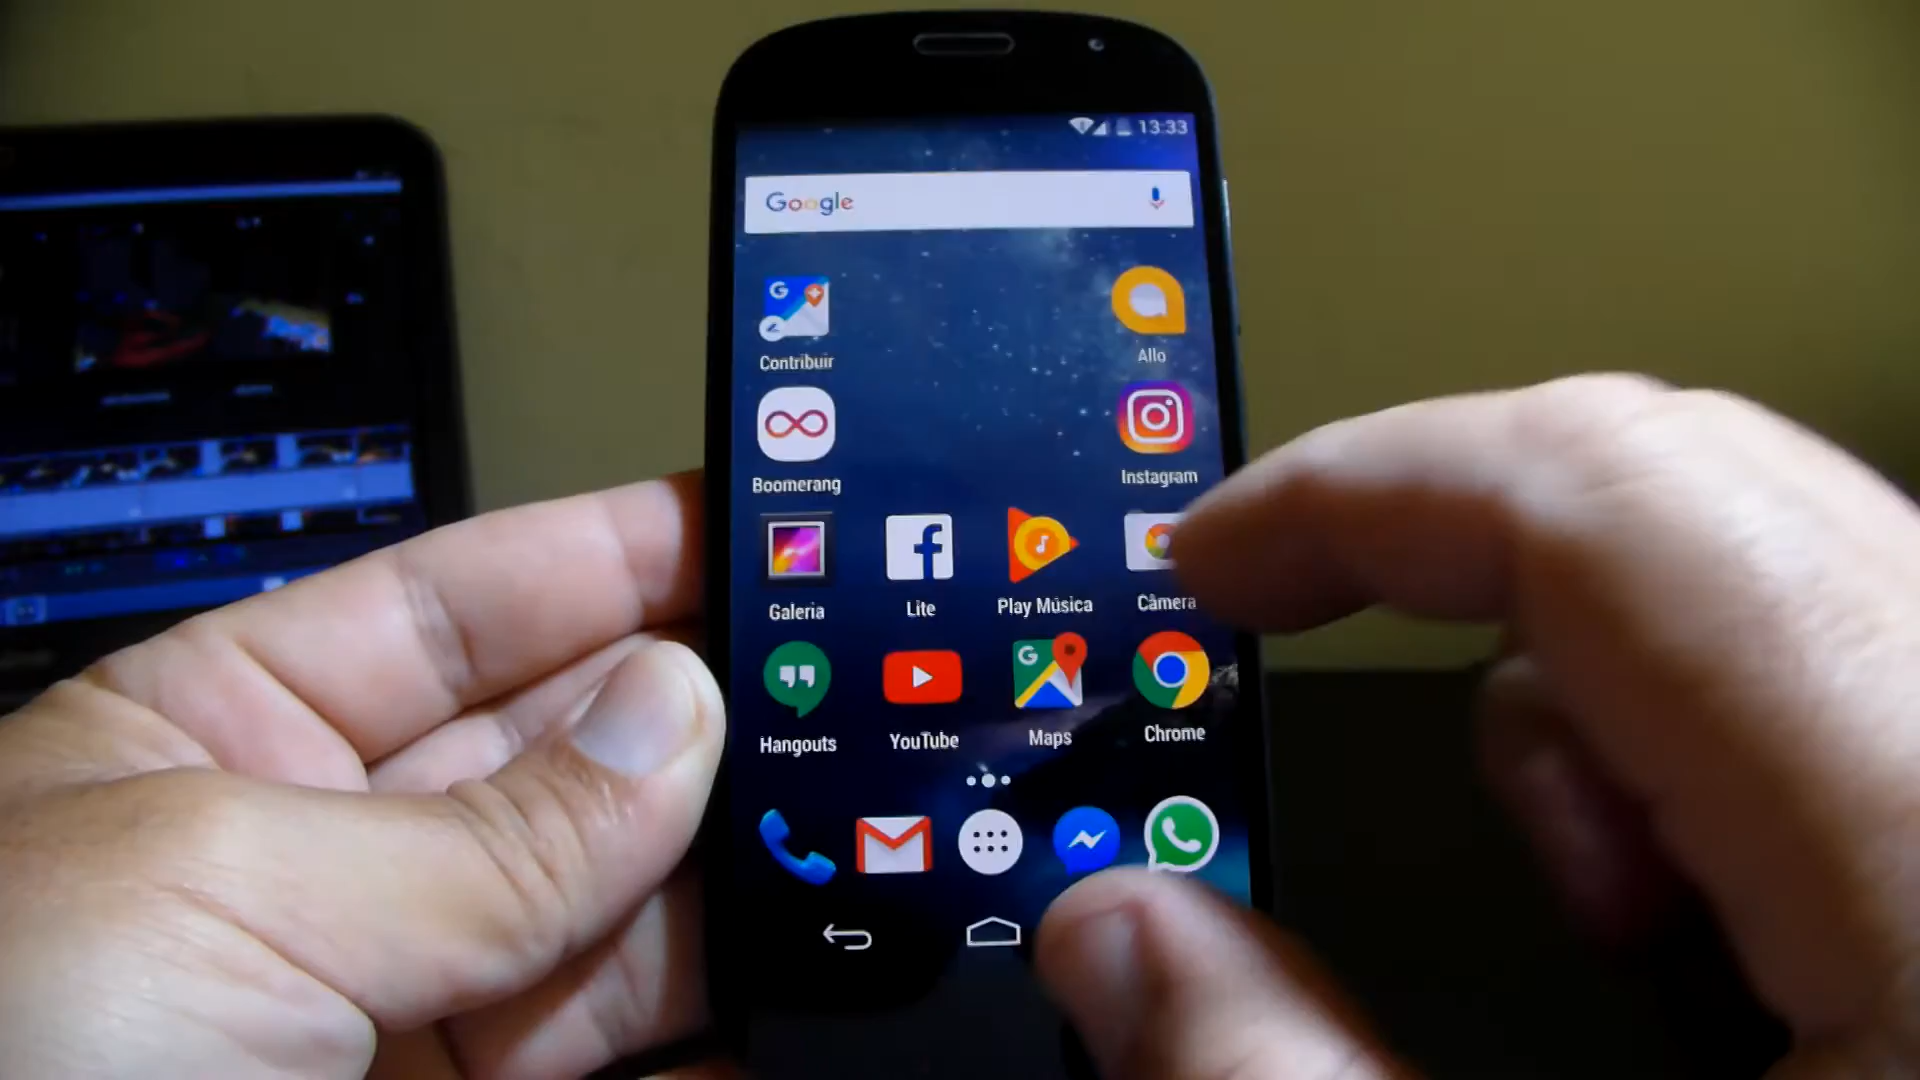 13:33
Google
Contribuir
Allo
Boomerang
Instagram
Galeria
Lite
Play Música
Câmera
Hangouts
YouTube
Maps
Chrome